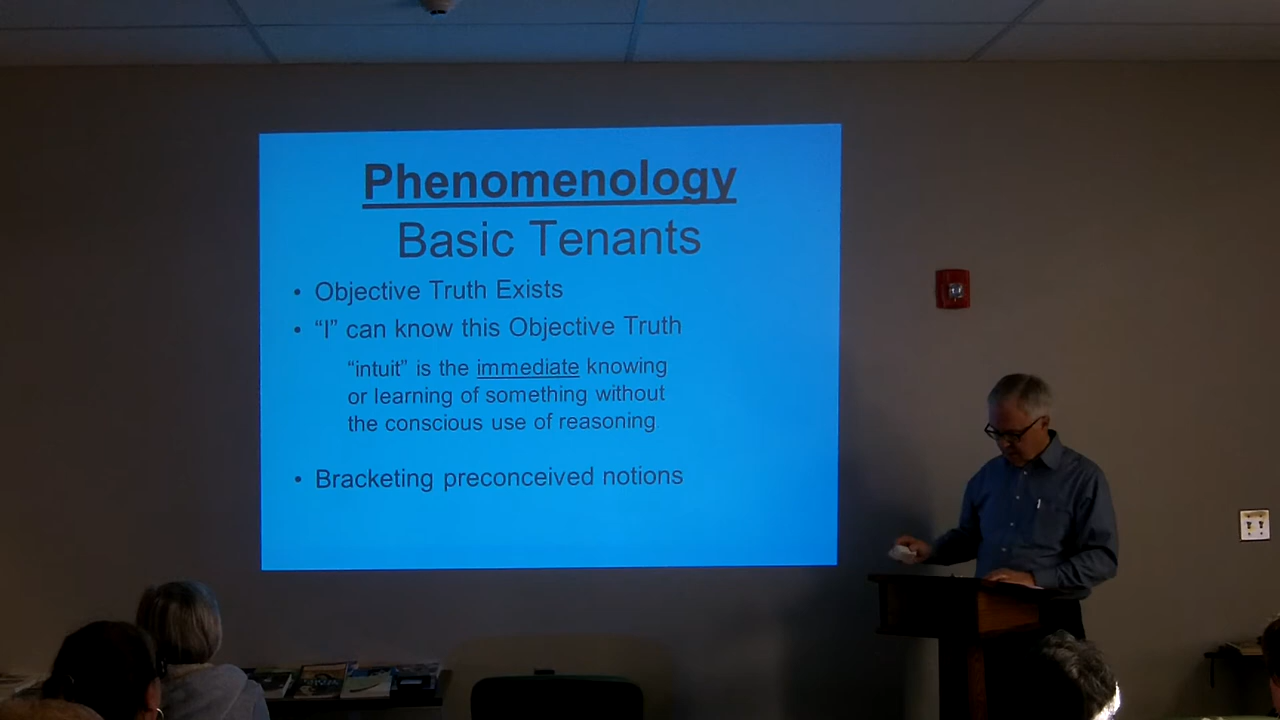 Phenomenology
Basic Tenants
• Objective Truth Exists
• “I” can know this Objective Truth
“intuit” is the immediate knowing
or learning of something without
the conscious use of reasoning.
• Bracketing preconceived notions